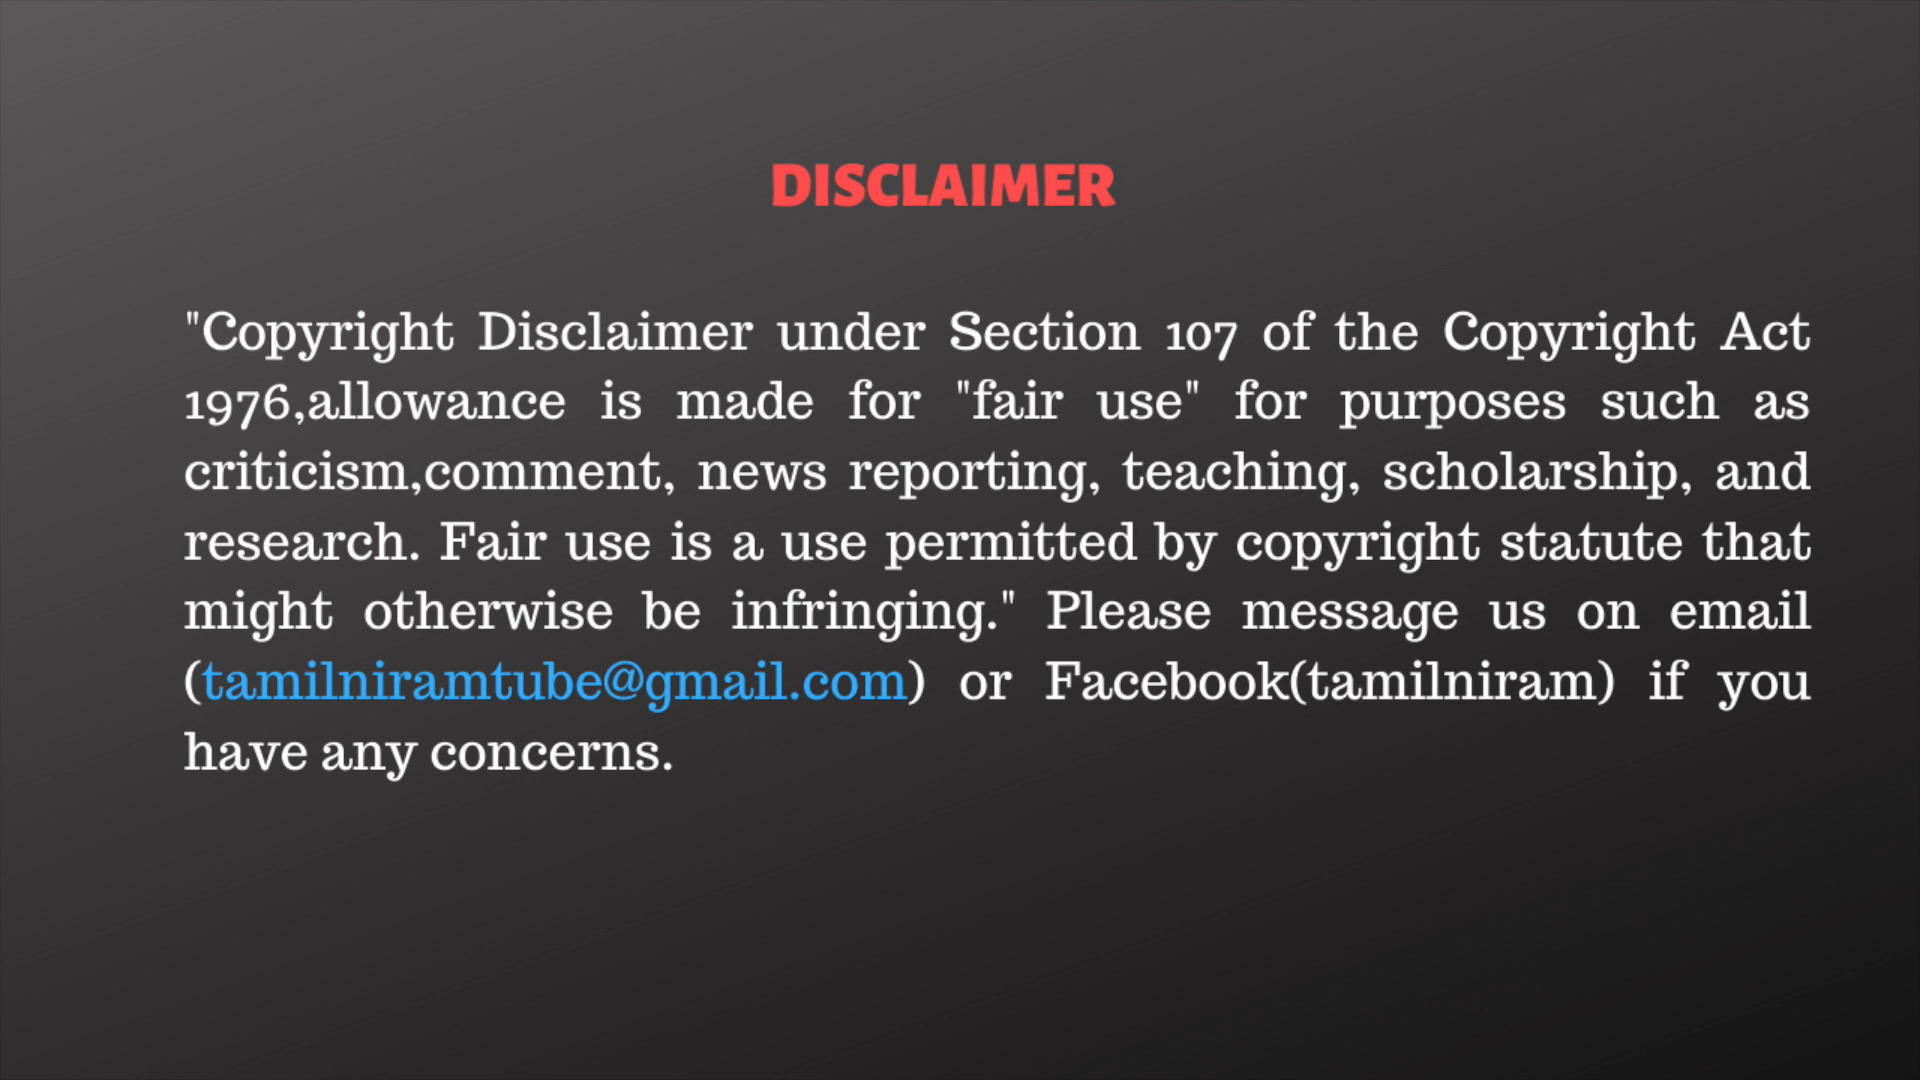 DISCLAIMER
"Copyright Disclaimer under Section 107 of the Copyright Act
1976,allowance is made for "fair use" for purposes such as
criticism,comment, news reporting, teaching, scholarship, and
research. Fair use is a use permitted by copyright statute that
might otherwise be infringing." Please message us on email
(tamilniramtube@gmail.com) or Facebook(tamilniram) if you
have any concerns.